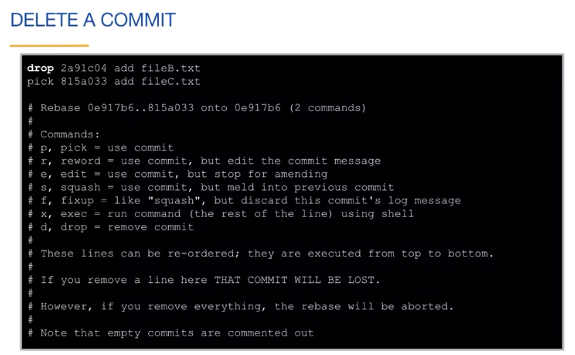 DELETE A COMMIT
drop 2a91c04 add fileB.txt
pick 815a033 add fileC.txt
# Rebase 0e917b6..815a033 onto 0e917b6 (2 commands)
#
# Commands:
# p, pick = use commit
# r, reword = use commit, but edit the commit message
# e, edit = use commit, but stop for amending
# s, squash = use commit, but meld into previous commit
# f, fixup = like "squash", but discard this commit's log message
# x, exec = run command (the rest of the line) using shell
# d, drop = remove commit
#
# These lines can be re-ordered; they are executed from top to bottom.
#
# If you remove a line here THAT COMMIT WILL BE LOST.
#
# However, if you remove everything, the rebase will be aborted.
#
# Note that empty commits are commented out